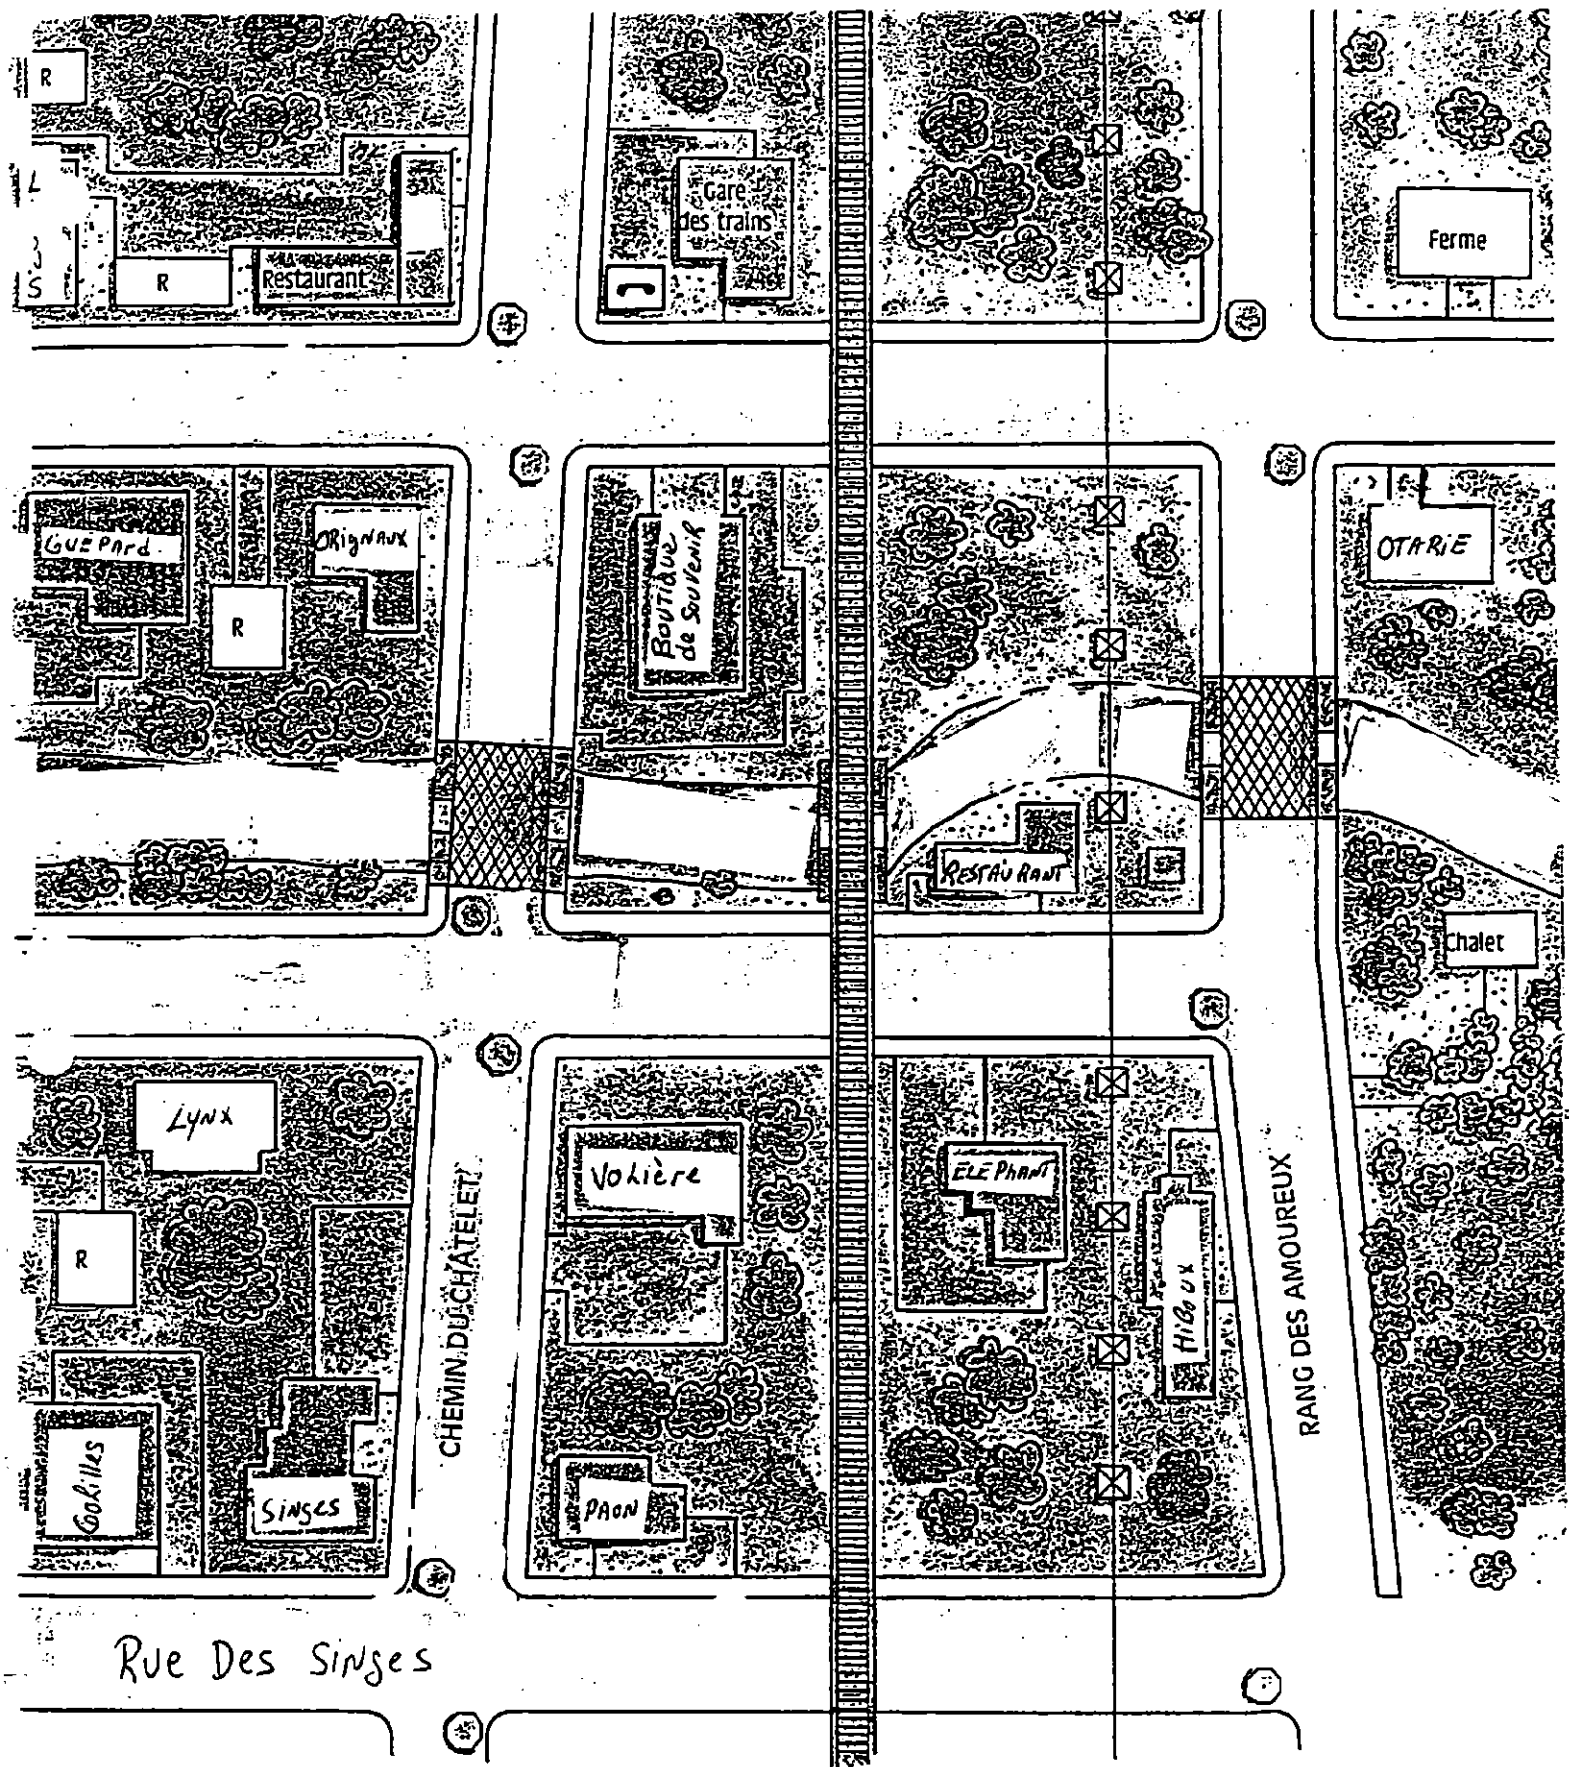 R
Gare
des trains
L
S
R
Restaurant
Ferme
GUEPArd
ORIgNAUX
R
Boutique
de souvenir
OTARIE
RESTAURANT
Chalet
LyNX
Volière
ELEPhANT
R
HIBOUX
CHEMIN DU CHÂTELET
RANG DES AMOUREUX
Gorilles
SINges
PAON
Rue Des Singes